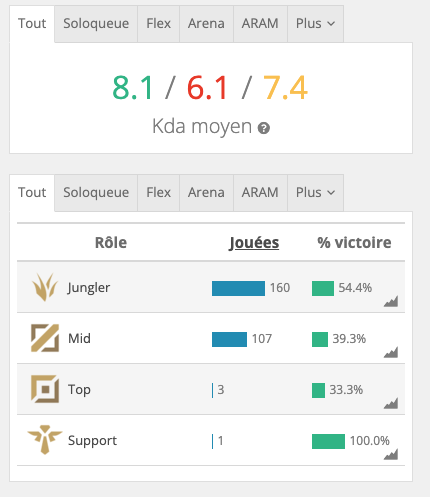 Tout Soloqueue Flex Arena ARAM Plus
8.1 / 6.1 / 7.4
Kda moyen ?
Tout Soloqueue Flex Arena ARAM Plus
Rôle Jouées % victoire
Jungler 160 54.4%
Mid 107 39.3%
Top 3 33.3%
Support 1 100.0%